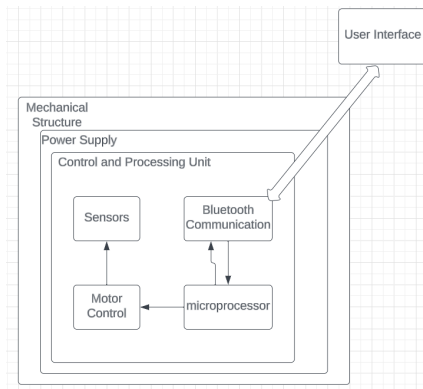 User Interface
Mechanical
Structure
Power Supply
Control and Processing Unit
Sensors
Bluetooth
Communication
Motor
Control
microprocessor